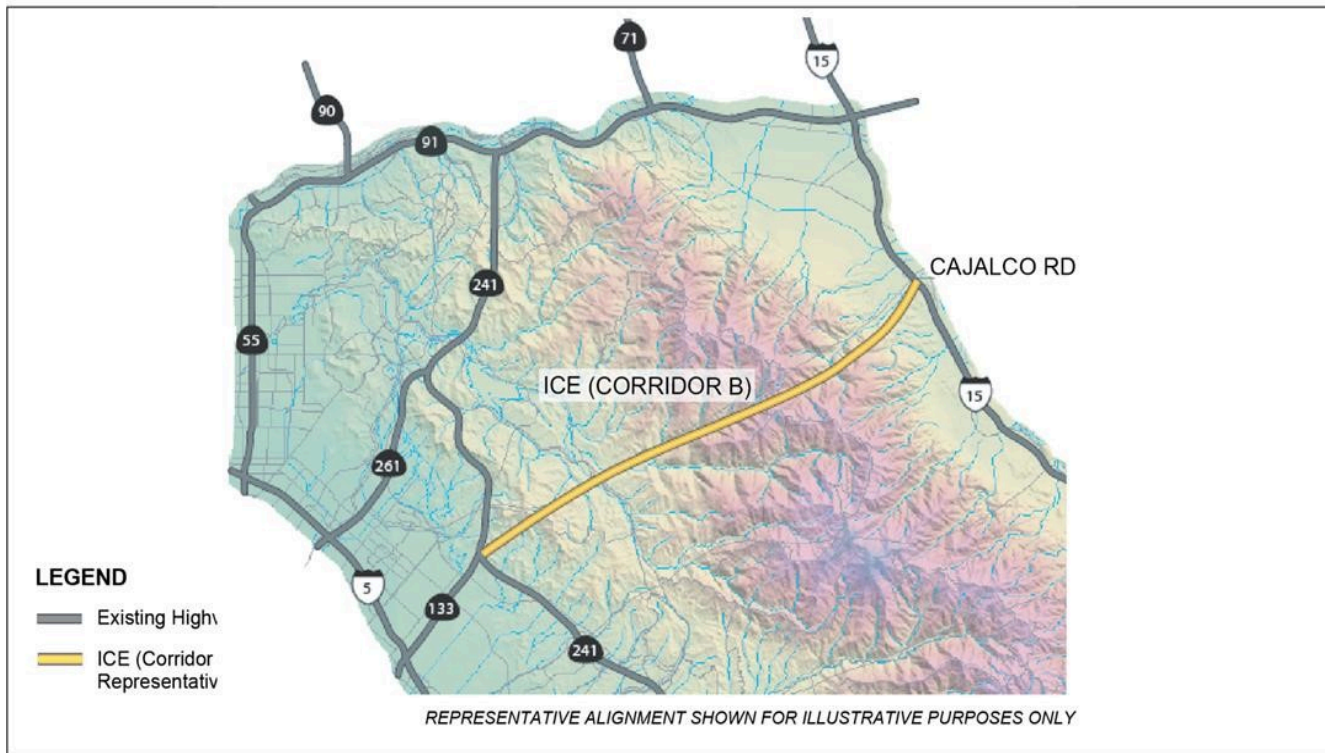 71
15
90
91
CAJALCO RD
241
55
ICE (CORRIDOR B)
15
261
LEGEND
5
Existing Highv
133
ICE (Corridor
241
Representativ
REPRESENTATIVE ALIGNMENT SHOWN FOR ILLUSTRATIVE PURPOSES ONLY